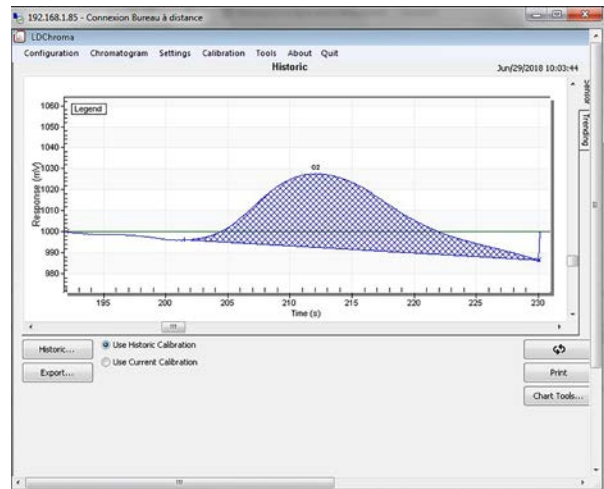 192.168.1.85 - Connexion Bureau à distance
LDChroma
Configuration Chromatogram Settings Calibration Tools About Quit
Historic
Jun/29/2018 10:03:44
Sensor
Trending
Legend
Response (mV)
1060
1050
1040
1030
1020
1010
1000
990
980
O2
195 200 205 210 215 220 225 230
Time (s)
Historic...
Use Historic Calibration
Export...
Use Current Calibration
Print
Chart Tools...